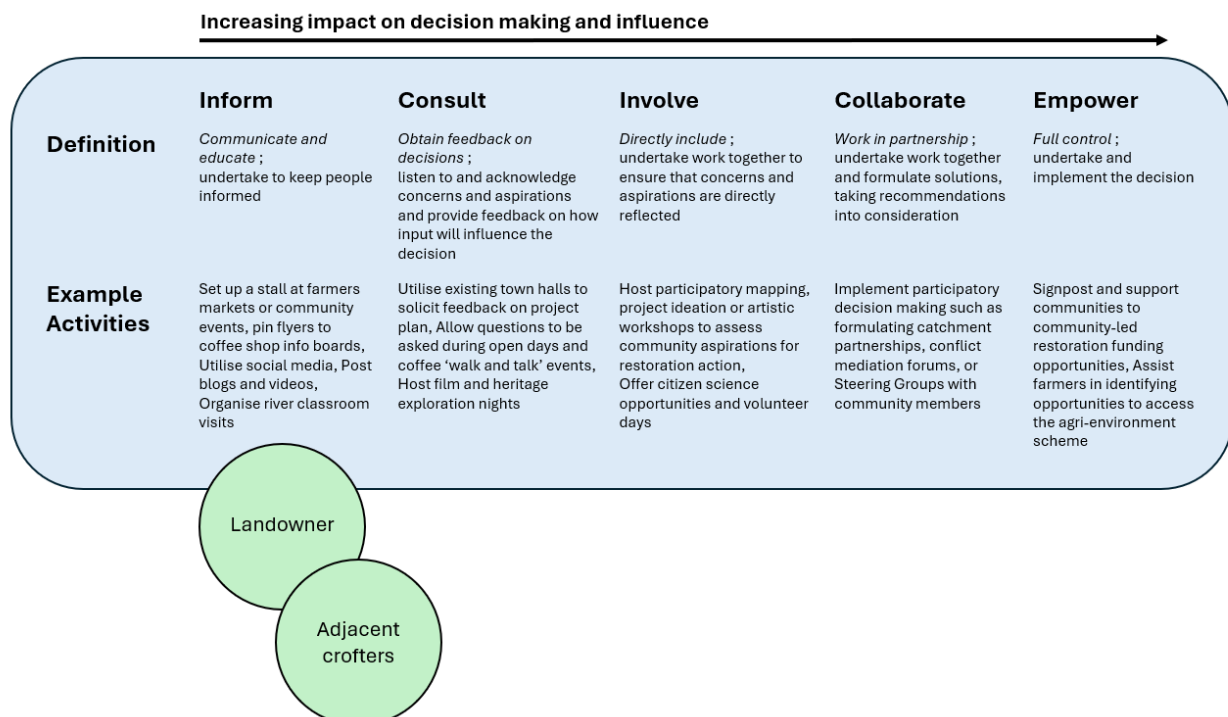 Increasing impact on decision making and influence
Inform
Consult
Involve
Collaborate
Empower
Definition
Communicate and
educate ;
undertake to keep people
informed
Obtain feedback on
decisions ;
listen to and acknowledge
concerns and aspirations
and provide feedback on how
input will influence the
decision
Directly include ;
undertake work together to
ensure that concerns and
aspirations are directly
reflected
Work in partnership ;
undertake work together
and formulate solutions,
taking recommendations
into consideration
Full control ;
undertake and
implement the decision
Example
Activities
Set up a stall at farmers
markets or community
events, pin flyers to
coffee shop info boards,
Utilise social media, Post
blogs and videos,
Organise river classroom
visits
Utilise existing town halls to
solicit feedback on project
plan, Allow questions to be
asked during open days and
coffee ‘walk and talk’ events,
Host film and heritage
exploration nights
Host participatory mapping,
project ideation or artistic
workshops to assess
community aspirations for
restoration action,
Offer citizen science
opportunities and volunteer
days
Implement participatory
decision making such as
formulating catchment
partnerships, conflict
mediation forums, or
Steering Groups with
community members
Signpost and support
communities to
community-led
restoration funding
opportunities, Assist
farmers in identifying
opportunities to access
the agri-environment
scheme
Landowner
Adjacent
crofters